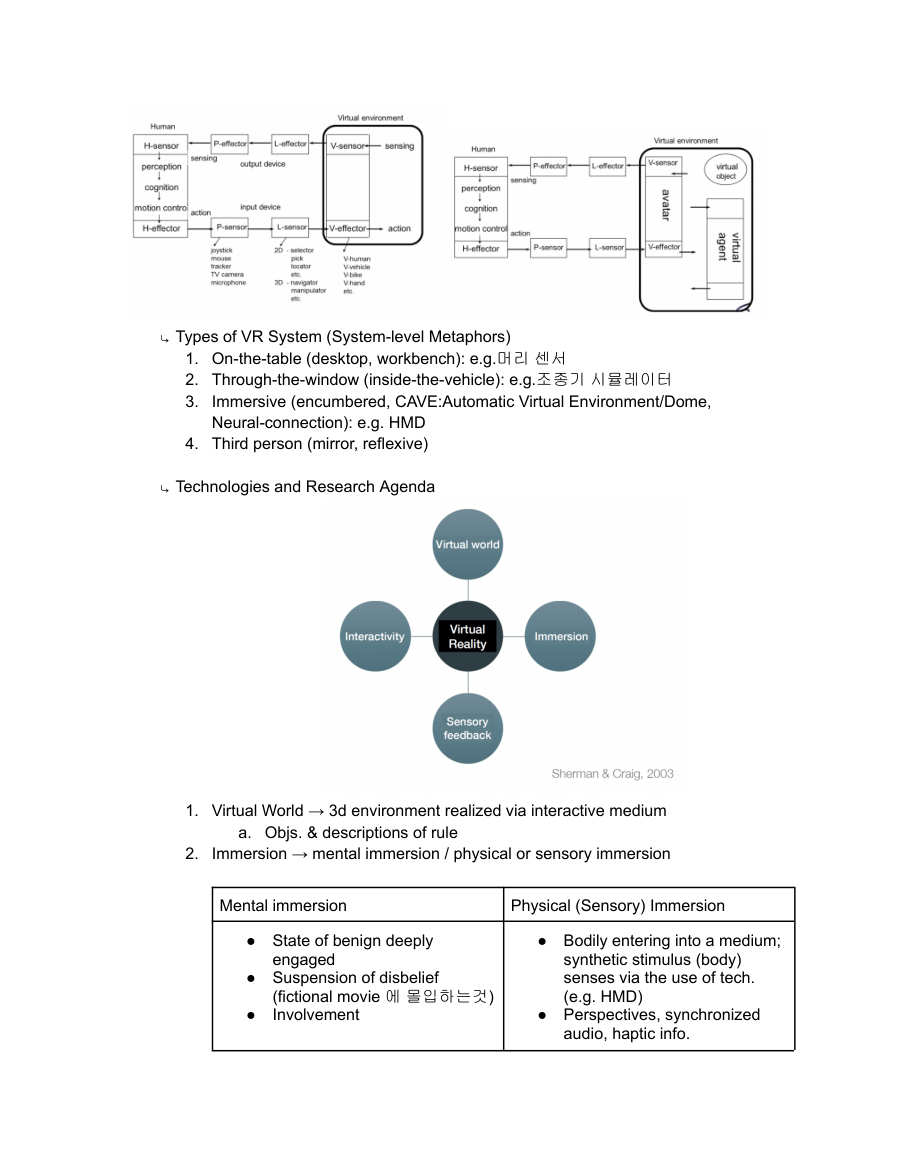 Virtual environment
Human
H-sensor
P-effector
L-effector
V-sensor
sensing
sensing
output device
perception
cognition
motion contro
action
input device
H-effector
P-sensor
L-sensor
V-effector
action
joystick
mouse
tracker
TV camera
microphone
2D - selector
pick
locator
etc.
3D - navigator
manipulator
etc.
V-human
V-vehicle
V-bike
V-hand
etc.
Virtual environment
Human
H-sensor
P-effector
L-effector
V-sensor
virtual
object
sensing
perception
cognition
motion control
action
avatar
virtual
agent
H-effector
P-sensor
L-sensor
V-effector
↳ Types of VR System (System-level Metaphors)
1. On-the-table (desktop, workbench): e.g.머리 센서
2. Through-the-window (inside-the-vehicle): e.g.조종기 시뮬레이터
3. Immersive (encumbered, CAVE:Automatic Virtual Environment/Dome,
Neural-connection): e.g. HMD
4. Third person (mirror, reflexive)
↳ Technologies and Research Agenda
Virtual world
Interactivity
Virtual
Reality
Immersion
Sensory
feedback
Sherman & Craig, 2003
1. Virtual World → 3d environment realized via interactive medium
a. Objs. & descriptions of rule
2. Immersion → mental immersion / physical or sensory immersion
Mental immersion
Physical (Sensory) Immersion
● State of benign deeply
engaged
● Suspension of disbelief
(fictional movie 에 몰입하는것)
● Involvement
● Bodily entering into a medium;
synthetic stimulus (body)
senses via the use of tech.
(e.g. HMD)
● Perspectives, synchronized
audio, haptic info.